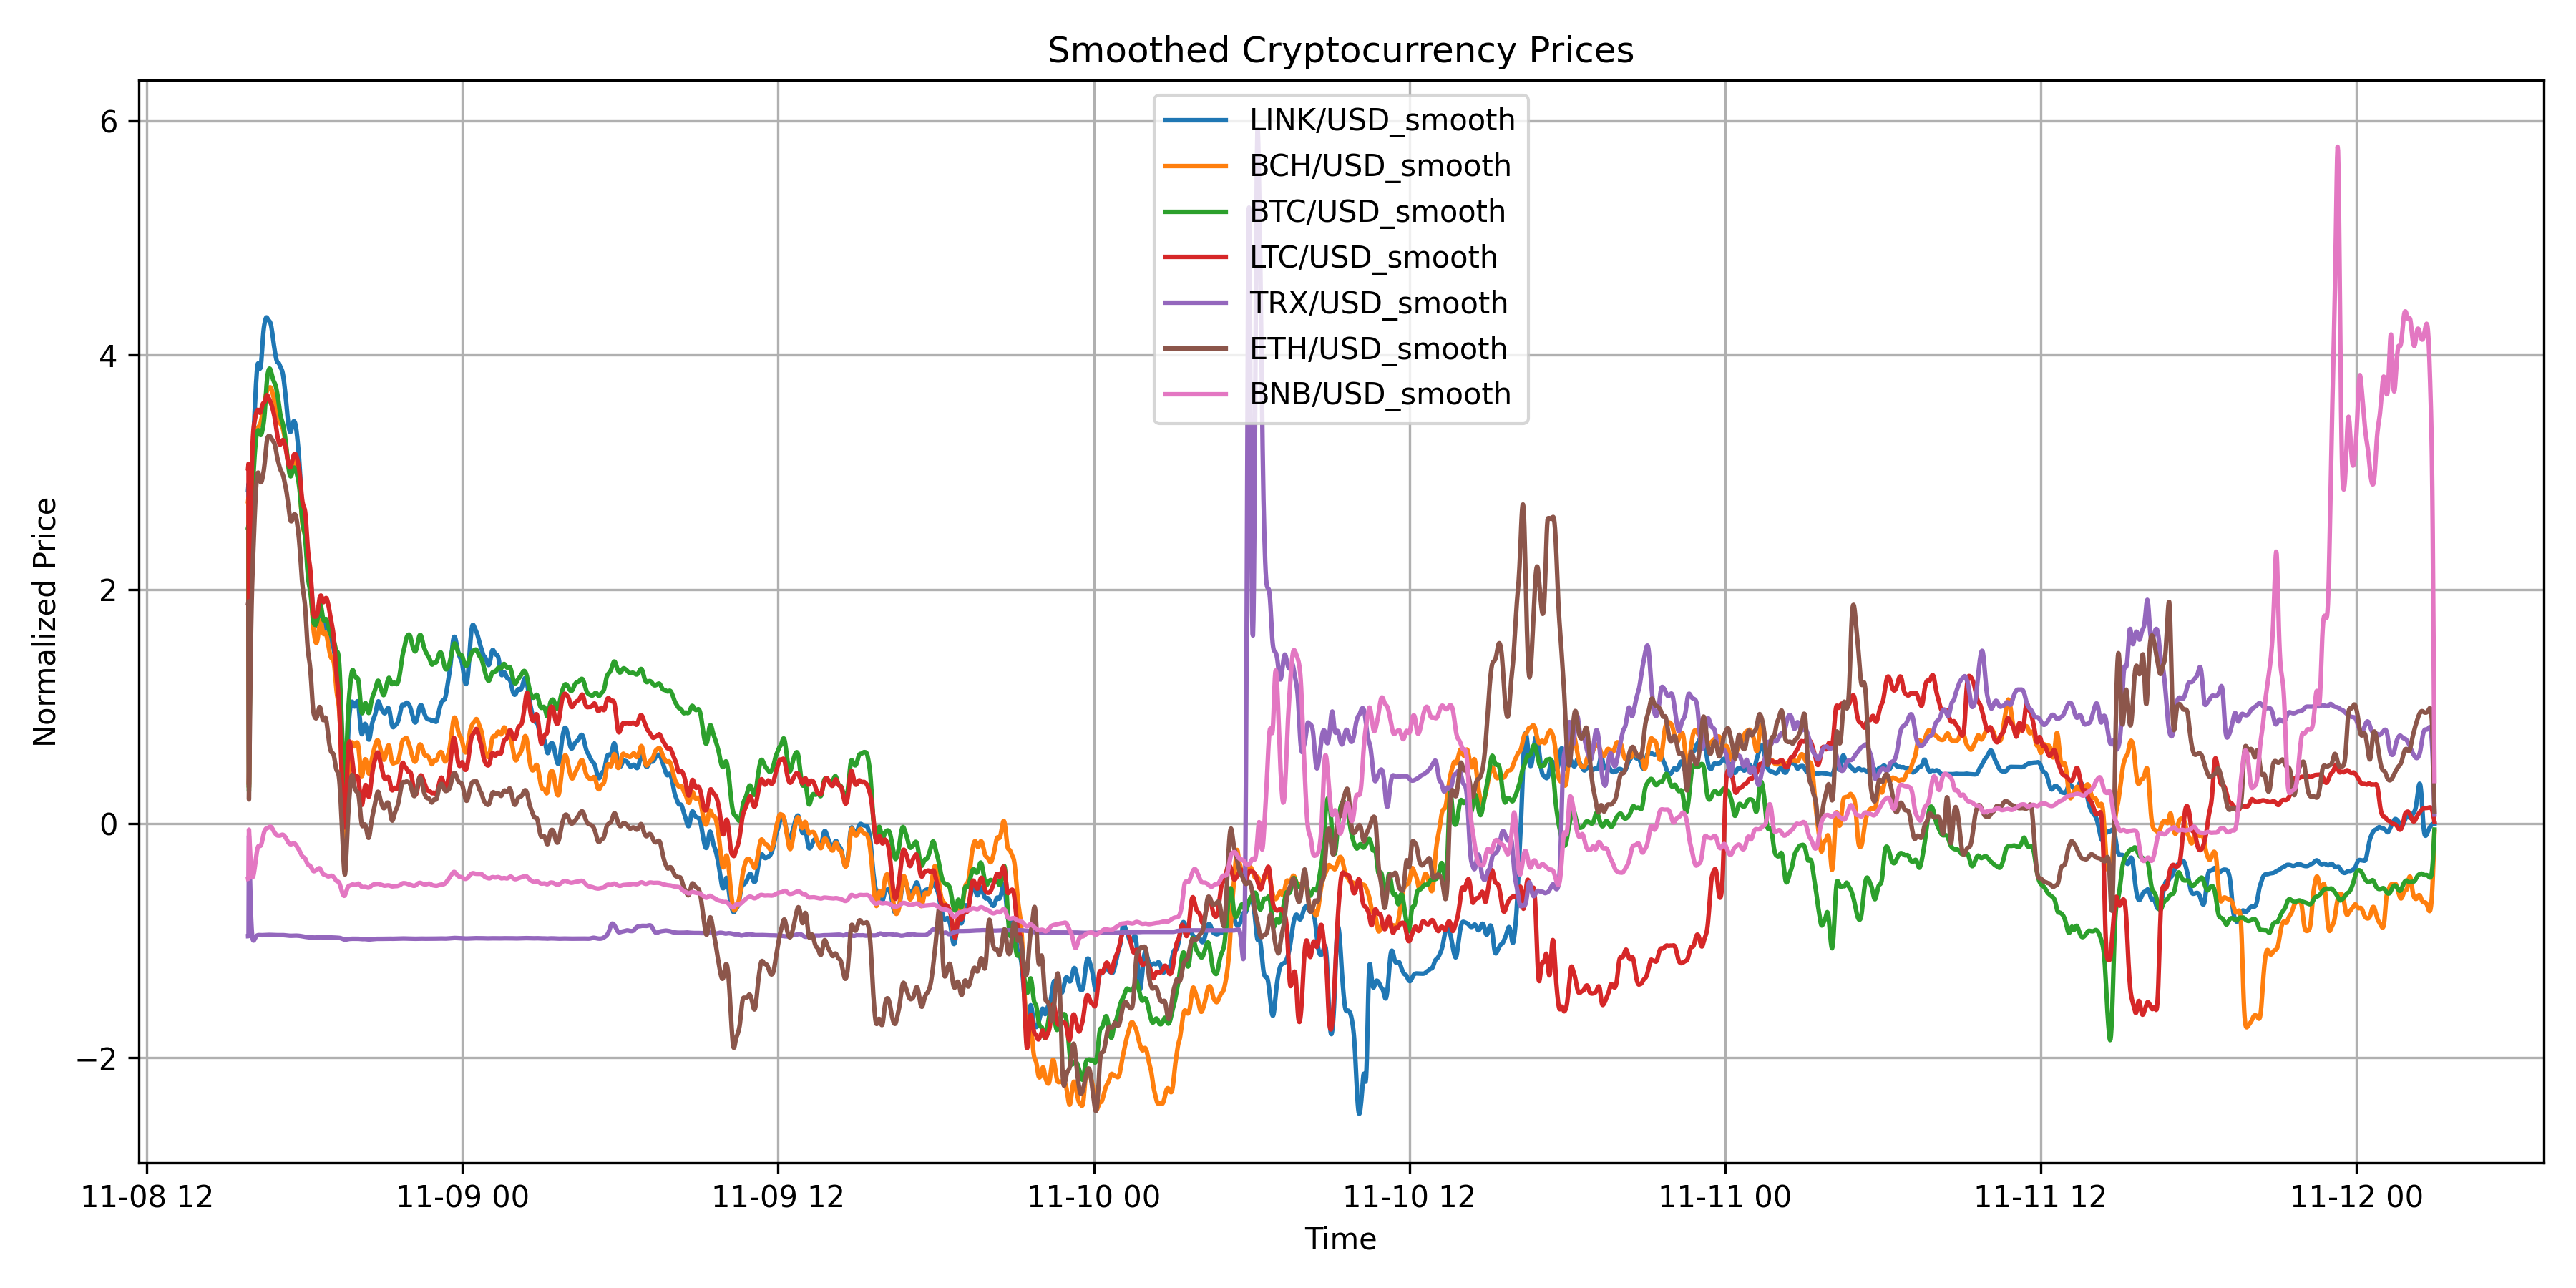 Smoothed Cryptocurrency Prices
LINK/USD_smooth
BCH/USD_smooth
BTC/USD_smooth
LTC/USD_smooth
TRX/USD_smooth
ETH/USD_smooth
BNB/USD_smooth
Normalized Price
6
4
2
0
−2
11-08 12
11-09 00
11-09 12
11-10 00
11-10 12
11-11 00
11-11 12
11-12 00
Time